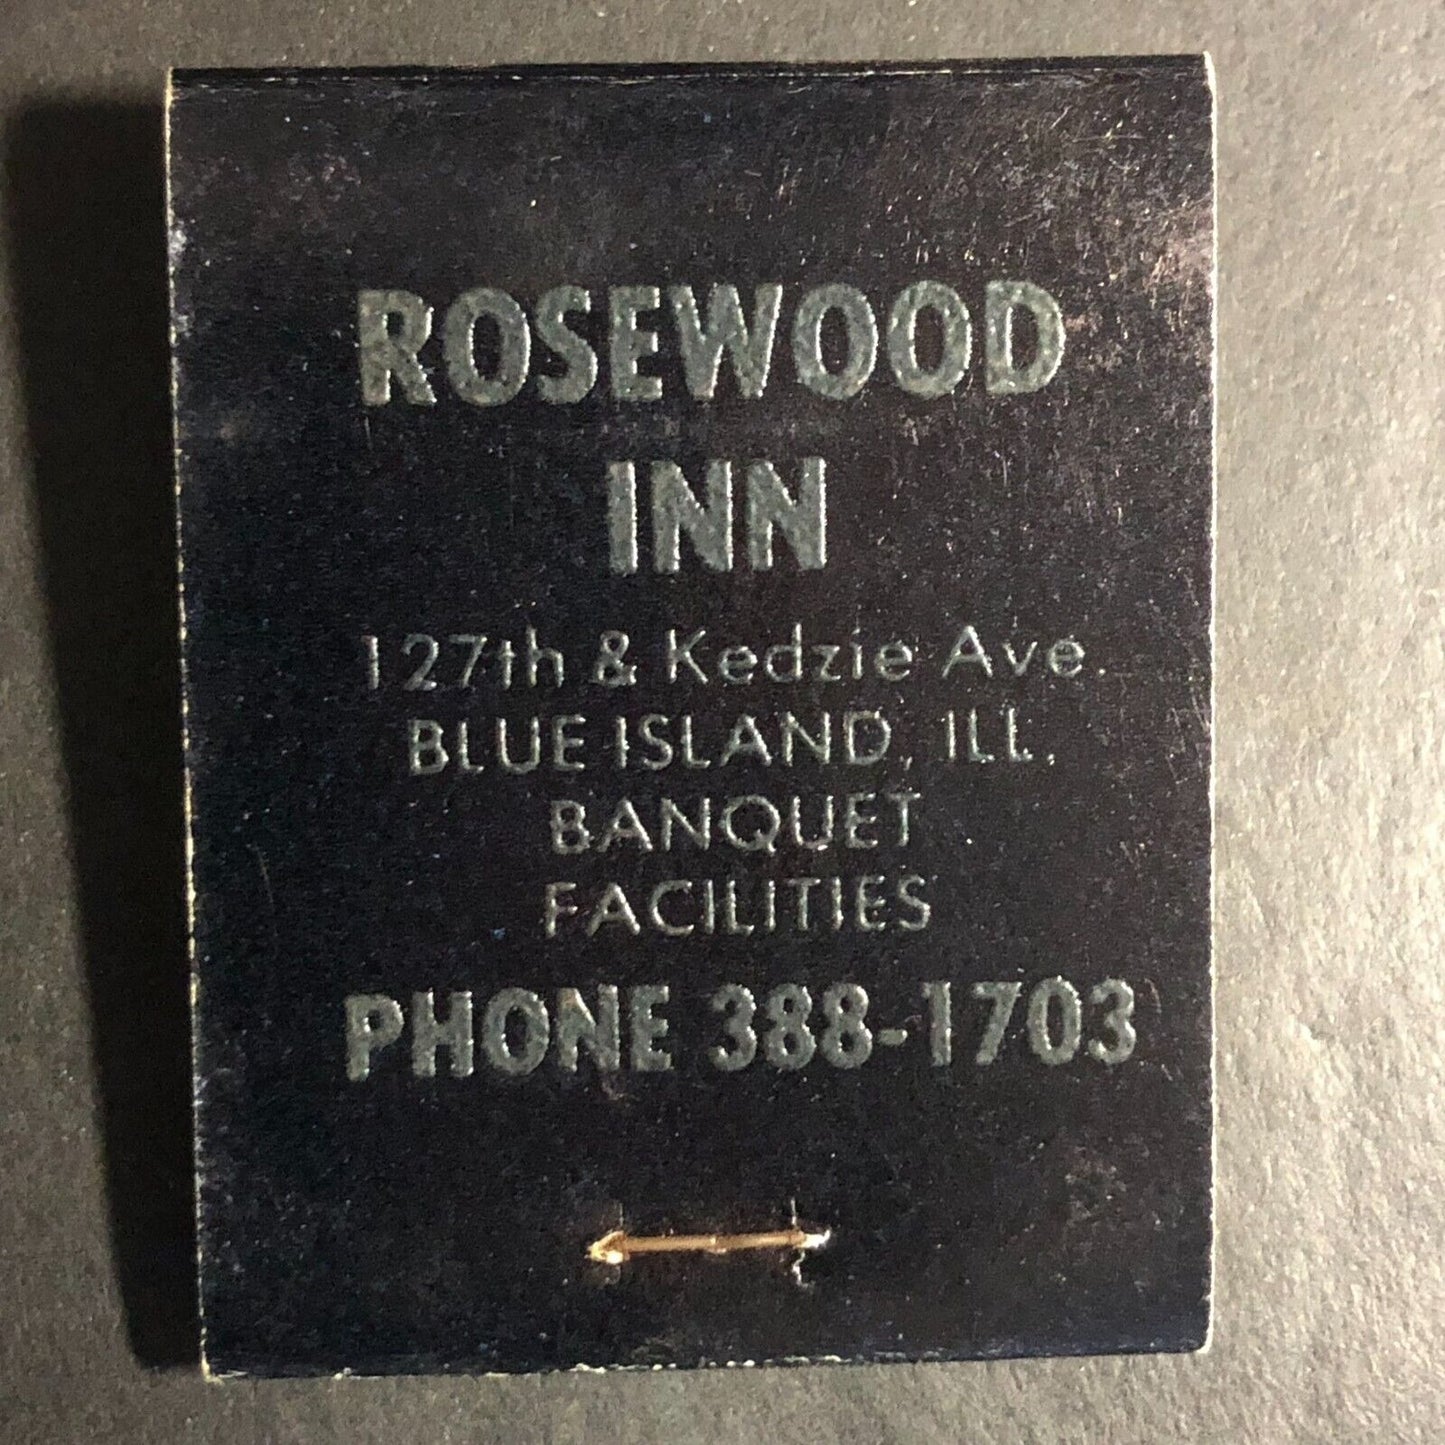 ROSEWOOD
INN
127th & Kedzie Ave.
BLUE ISLAND, ILL.
BANQUET
FACILITIES
PHONE 388-1703